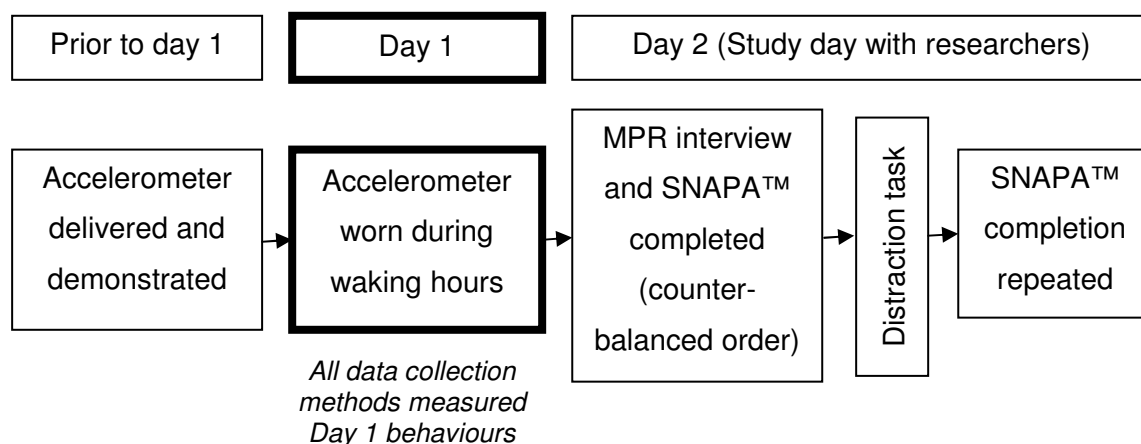 Prior to day 1
Day 1
Day 2 (Study day with researchers)
Accelerometer
delivered and
demonstrated
Accelerometer
worn during
waking hours
MPR interview
and SNAPA™
completed
(counter-
balanced order)
Distraction task
SNAPA™
completion
repeated
All data collection
methods measured
Day 1 behaviours